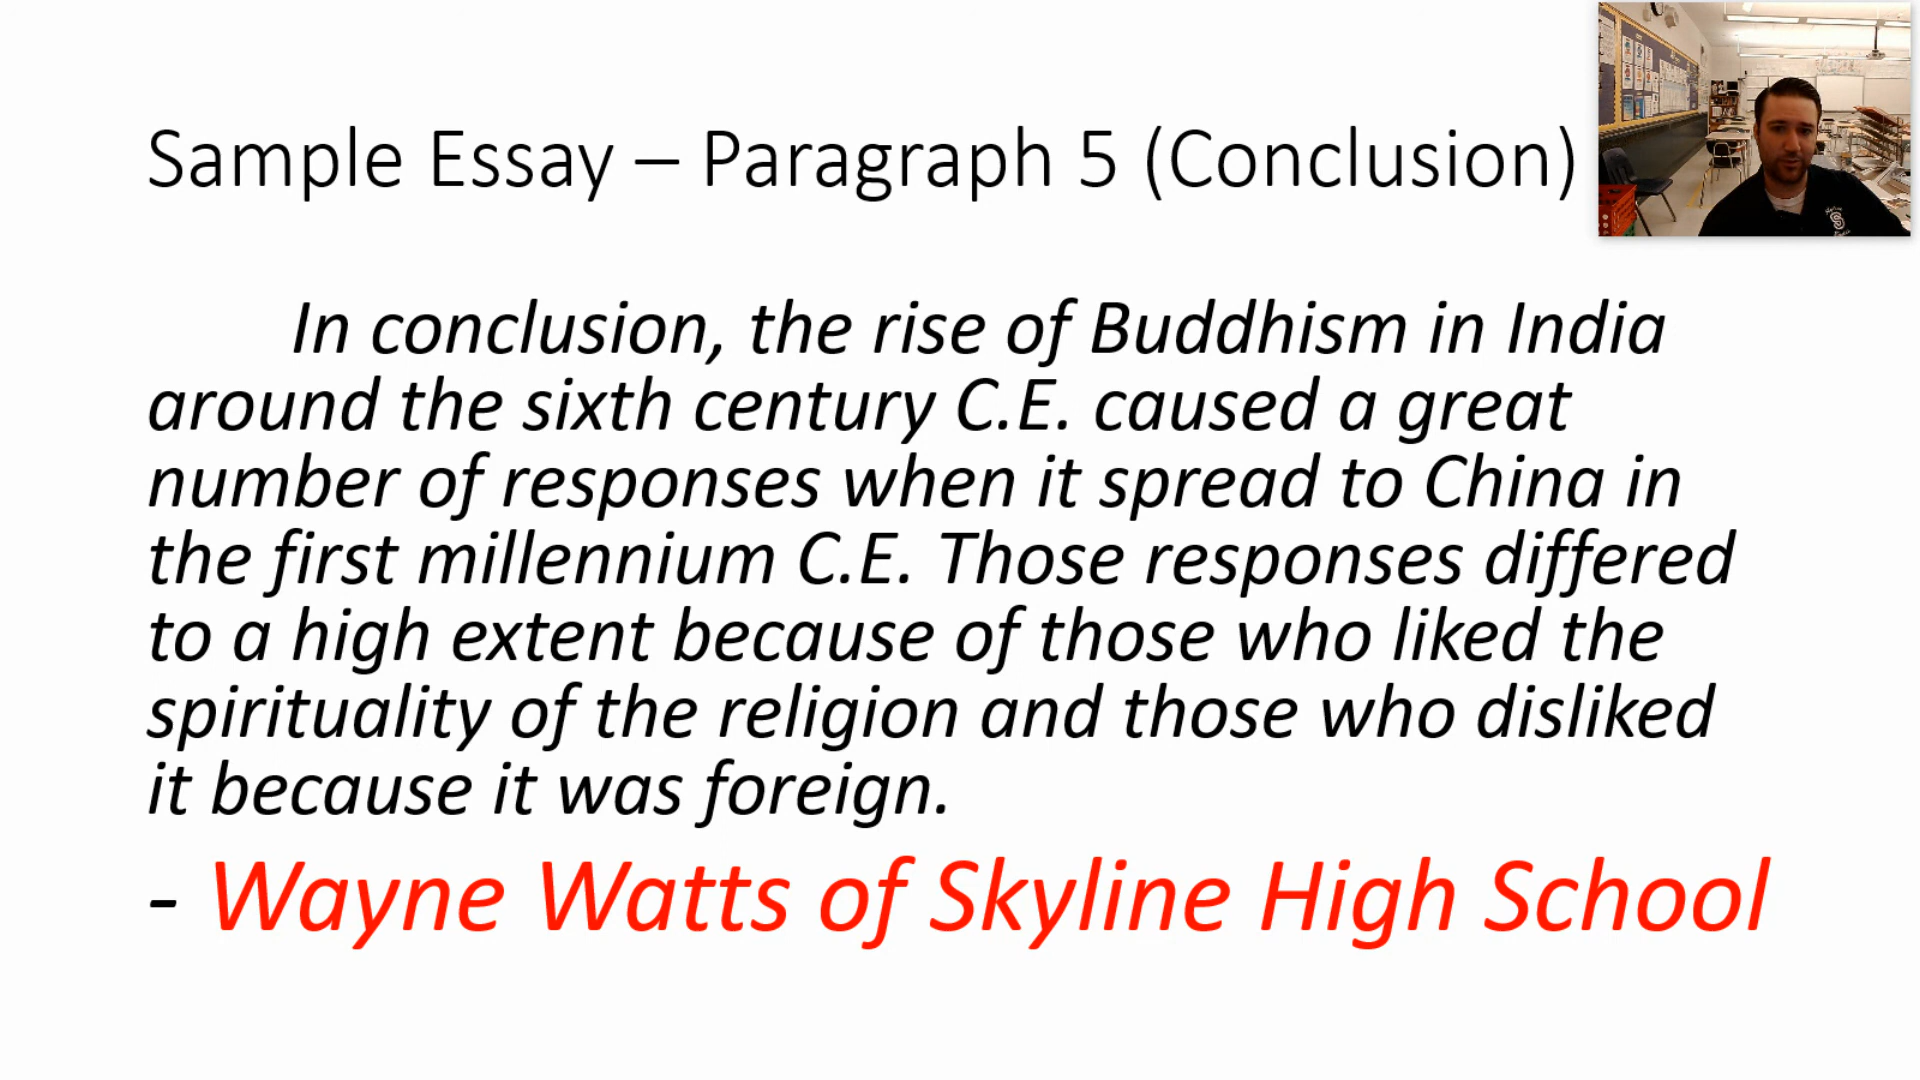 Sample Essay – Paragraph 5 (Conclusion)
In conclusion, the rise of Buddhism in India
around the sixth century C.E. caused a great
number of responses when it spread to China in
the first millennium C.E. Those responses differed
to a high extent because of those who liked the
spirituality of the religion and those who disliked
it because it was foreign.
- Wayne Watts of Skyline High School